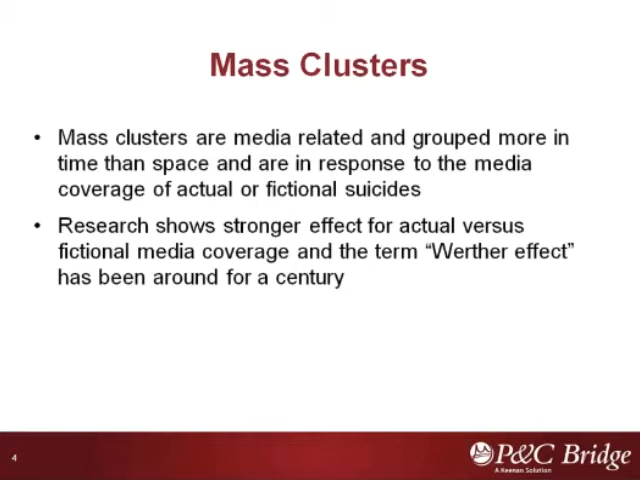 Mass Clusters
• Mass clusters are media related and grouped more in
time than space and are in response to the media
coverage of actual or fictional suicides
• Research shows stronger effect for actual versus
fictional media coverage and the term “Werther effect”
has been around for a century
4
P&C Bridge
A Keenan Solution